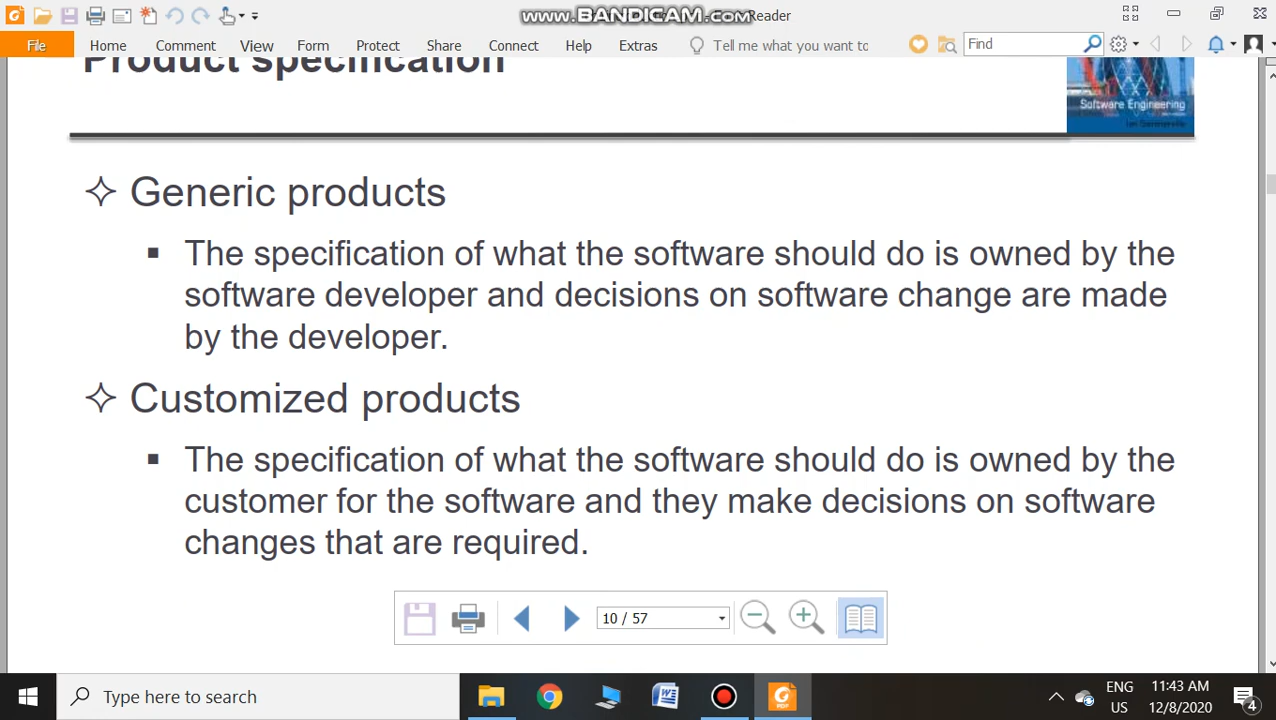 www.BANDICAM.com
Reader
File
Home
Comment
View
Form
Protect
Share
Connect
Help
Extras
Tell me what you want to
Find
Product specification
Software Engineering
Ian Sommerville
Generic products
The specification of what the software should do is owned by the
software developer and decisions on software change are made
by the developer.
Customized products
The specification of what the software should do is owned by the
customer for the software and they make decisions on software
changes that are required.
10 / 57
Type here to search
ENG
US
11:43 AM
12/8/2020
4